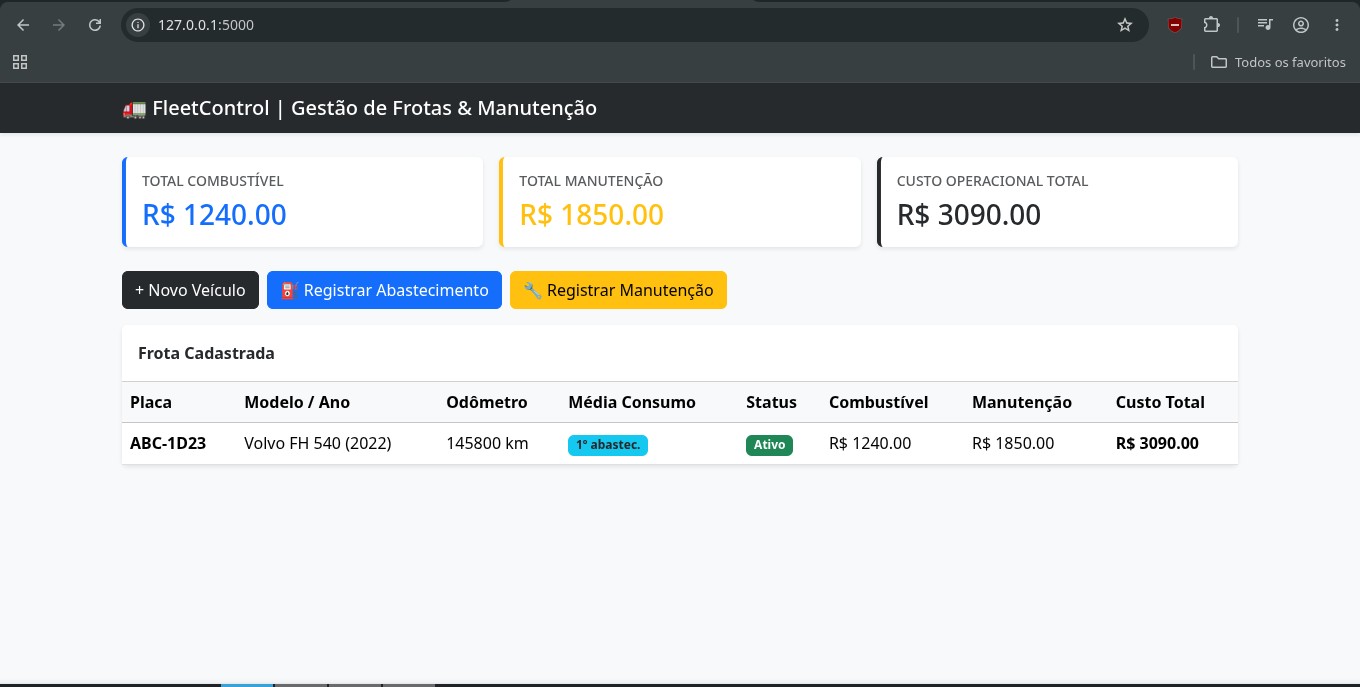 127.0.0.1:5000
Todos os favoritos
🚛 FleetControl | Gestão de Frotas & Manutenção
TOTAL COMBUSTÍVEL
R$ 1240.00
TOTAL MANUTENÇÃO
R$ 1850.00
CUSTO OPERACIONAL TOTAL
R$ 3090.00
+ Novo Veículo
⛽ Registrar Abastecimento
🔧 Registrar Manutenção
Frota Cadastrada
Placa Modelo / Ano Odômetro Média Consumo Status Combustível Manutenção Custo Total
ABC-1D23 Volvo FH 540 (2022) 145800 km 1º abastec. Ativo R$ 1240.00 R$ 1850.00 R$ 3090.00